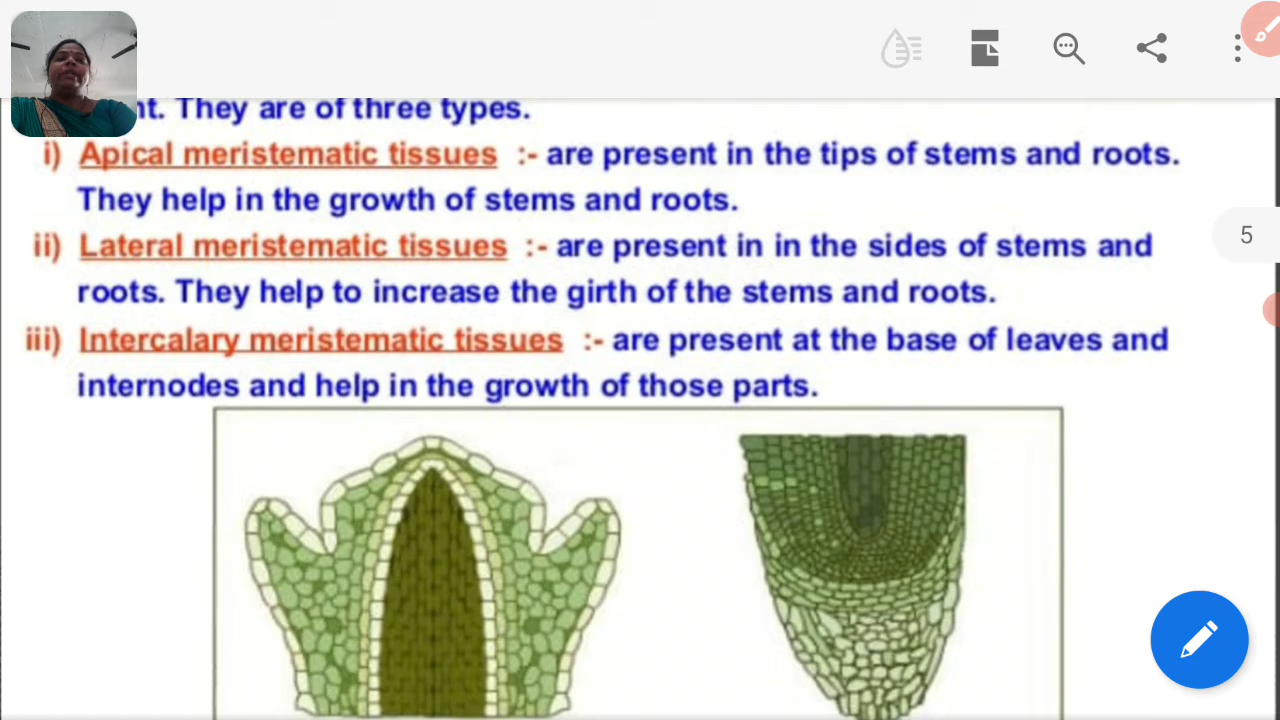 nt. They are of three types.
i) Apical meristematic tissues :- are present in the tips of stems and roots.
They help in the growth of stems and roots.
5
ii) Lateral meristematic tissues :- are present in in the sides of stems and
roots. They help to increase the girth of the stems and roots.
iii) Intercalary meristematic tissues :- are present at the base of leaves and
internodes and help in the growth of those parts.